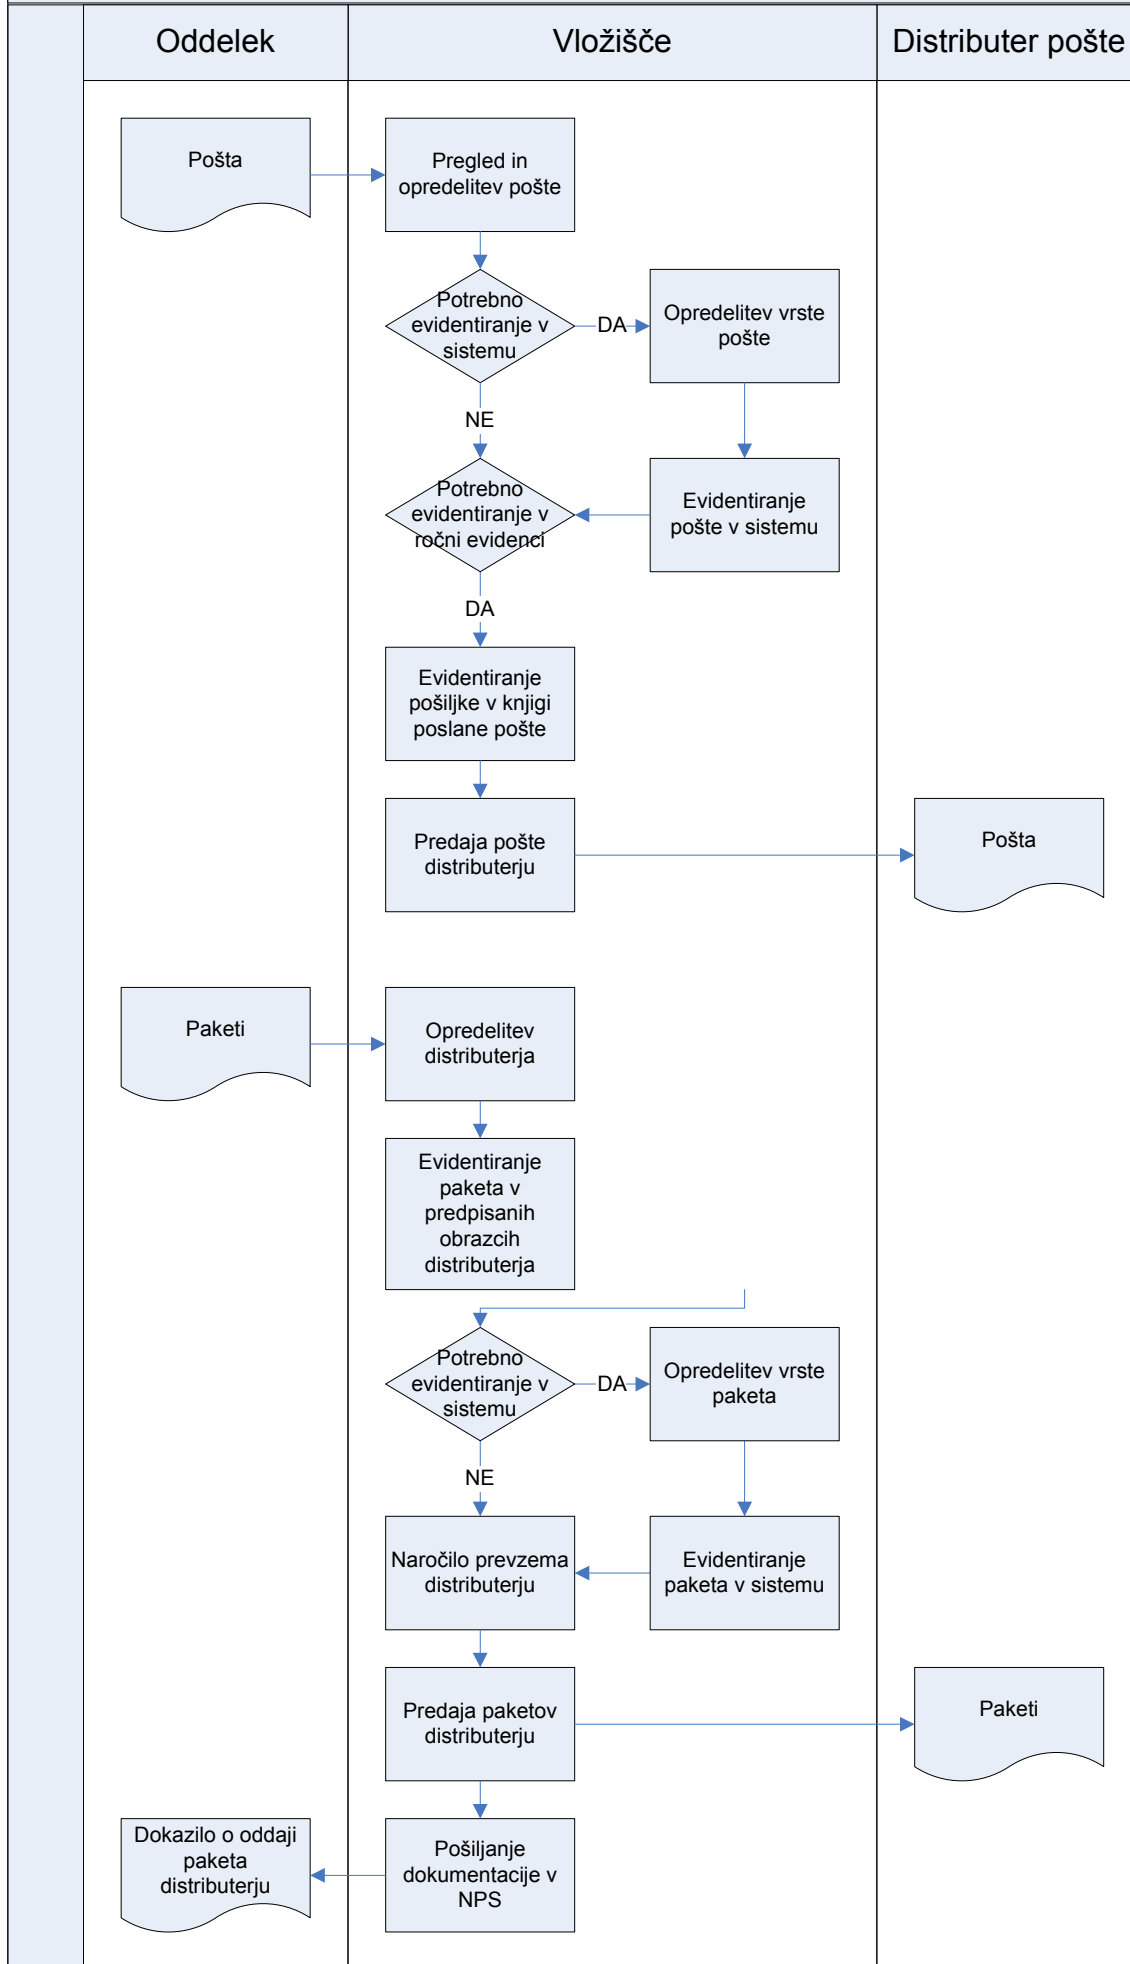 Oddelek
Vložišče
Distributer pošte
Pošta
Pregled in
opredelitev pošte
Potrebno
evidentiranje v
sistemu
DA
Opredelitev vrste
pošte
NE
Potrebno
evidentiranje v
ročni evidenci
Evidentiranje
pošte v sistemu
DA
Evidentiranje
pošiljke v knjigi
poslane pošte
Predaja pošte
distributerju
Pošta
Paketi
Opredelitev
distributerja
Evidentiranje
paketa v
predpisanih
obrazcih
distributerja
Potrebno
evidentiranje v
sistemu
DA
Opredelitev vrste
paketa
NE
Naročilo prevzema
distributerju
Evidentiranje
paketa v sistemu
Predaja paketov
distributerju
Paketi
Dokazilo o oddaji
paketa
distributerju
Pošiljanje
dokumentacije v
NPS